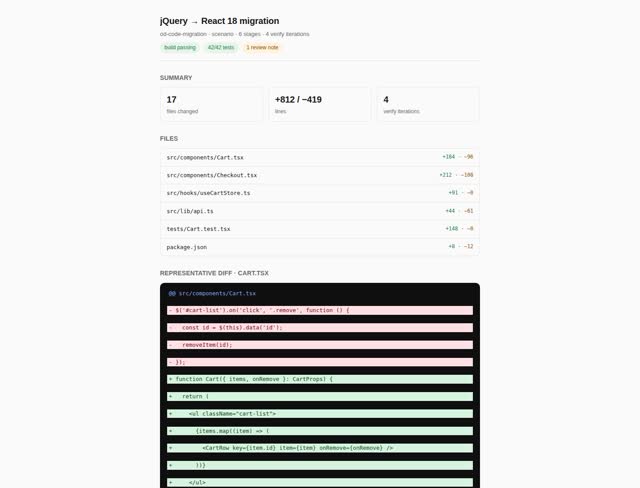 jQuery → React 18 migration
od-code-migration · scenario · 6 stages · 4 verify iterations
build passing 42/42 tests 1 review note
SUMMARY
17 +812 / −419 4
files changed lines verify iterations
FILES
src/components/Cart.tsx +184 · −96
src/components/Checkout.tsx +212 · −108
src/hooks/useCartStore.ts +91 · −0
src/lib/api.ts +44 · −61
tests/Cart.test.tsx +148 · −0
package.json +8 · −12
REPRESENTATIVE DIFF · CART.TSX
@@ src/components/Cart.tsx
- $('#cart-list').on('click', '.remove', function () {
-   const id = $(this).data('id');
-   removeItem(id);
- });
+ function Cart({ items, onRemove }: CartProps) {
+   return (
+     <ul className="cart-list">
+       {items.map((item) => (
+         <CartRow key={item.id} item={item} onRemove={onRemove} />
+       ))}
+     </ul>